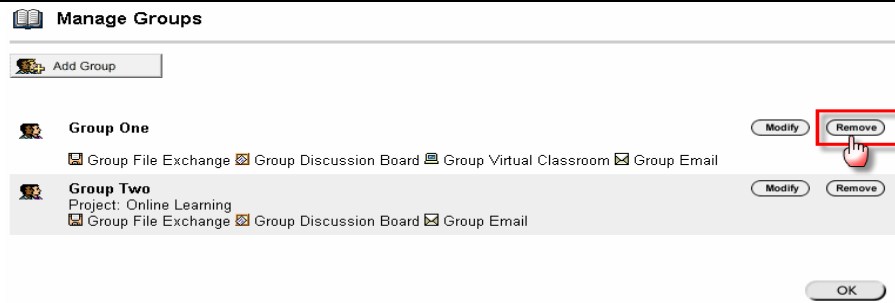 Manage Groups
Add Group
Group One Modify Remove
Group File Exchange Group Discussion Board Group Virtual Classroom Group Email
Group Two Modify Remove
Project: Online Learning
Group File Exchange Group Discussion Board Group Email
OK